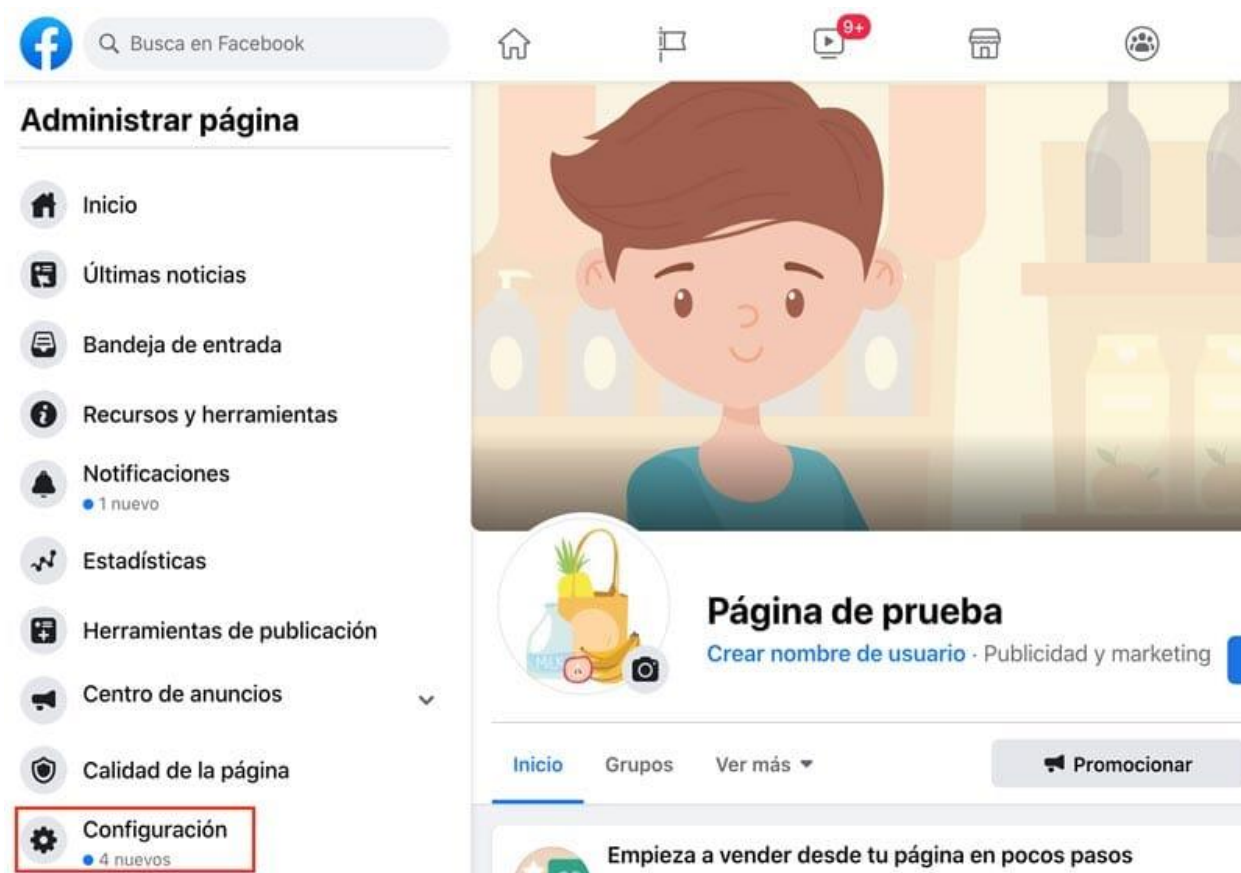 Busca en Facebook
9+
Administrar página
Inicio
Últimas noticias
Bandeja de entrada
Recursos y herramientas
Notificaciones
1 nuevo
Estadísticas
Herramientas de publicación
Centro de anuncios
Calidad de la página
Configuración
4 nuevos
MILK
Página de prueba
Crear nombre de usuario · Publicidad y marketing
Inicio Grupos Ver más
Promocionar
Empieza a vender desde tu página en pocos pasos